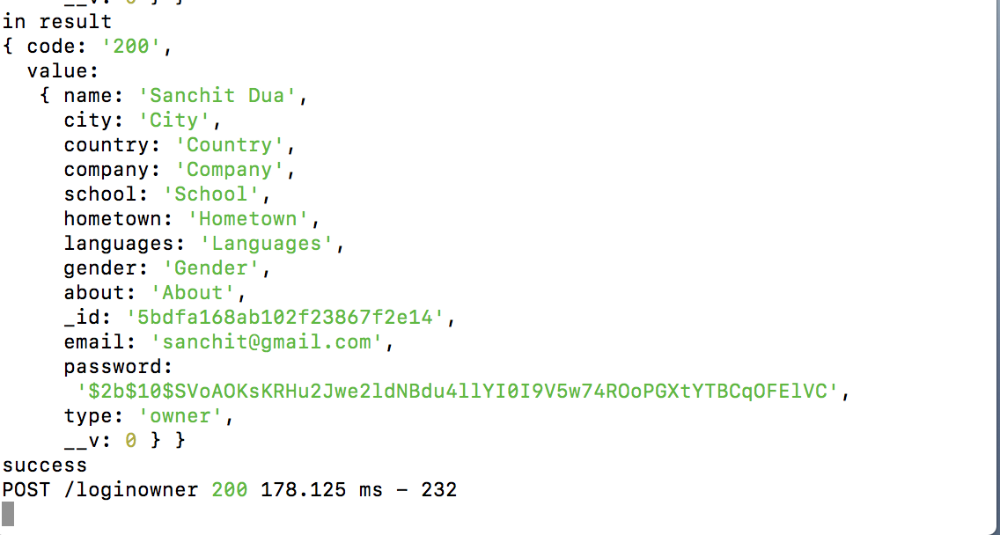 __v: 0 } }
in result
{ code: '200',
value:
{ name: 'Sanchit Dua',
city: 'City',
country: 'Country',
company: 'Company',
school: 'School',
hometown: 'Hometown',
languages: 'Languages',
gender: 'Gender',
about: 'About',
_id: '5bdfa168ab102f23867f2e14',
email: 'sanchit@gmail.com',
password:
'$2b$10$SVoAOKsKRHu2Jwe2ldNBdu4llYI0I9V5w74ROoPGXtYTBCqOFElVC',
type: 'owner',
__v: 0 } }
success
POST /loginowner 200 178.125 ms - 232